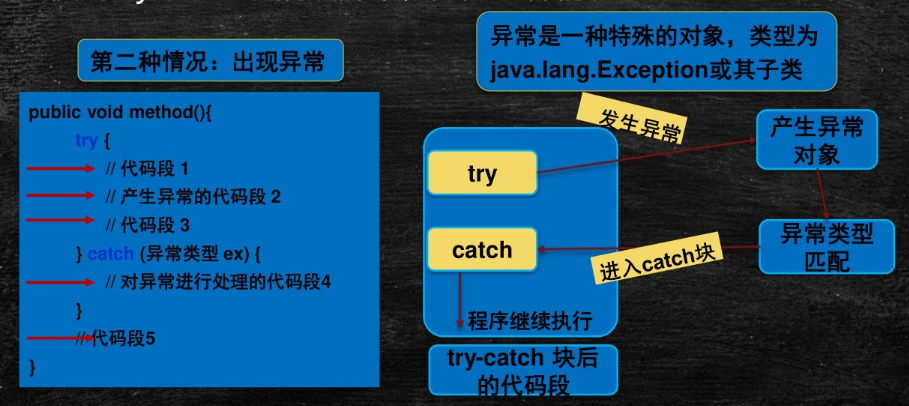 第二种情况：出现异常
异常是一种特殊的对象，类型为
java.lang.Exception或其子类
public void method(){
try {
// 代码段 1
// 产生异常的代码段 2
// 代码段 3
} catch (异常类型 ex) {
// 对异常进行处理的代码段4
}
// 代码段5
}
try
发生异常
产生异常
对象
异常类型
匹配
进入catch块
catch
程序继续执行
try-catch 块后
的代码段